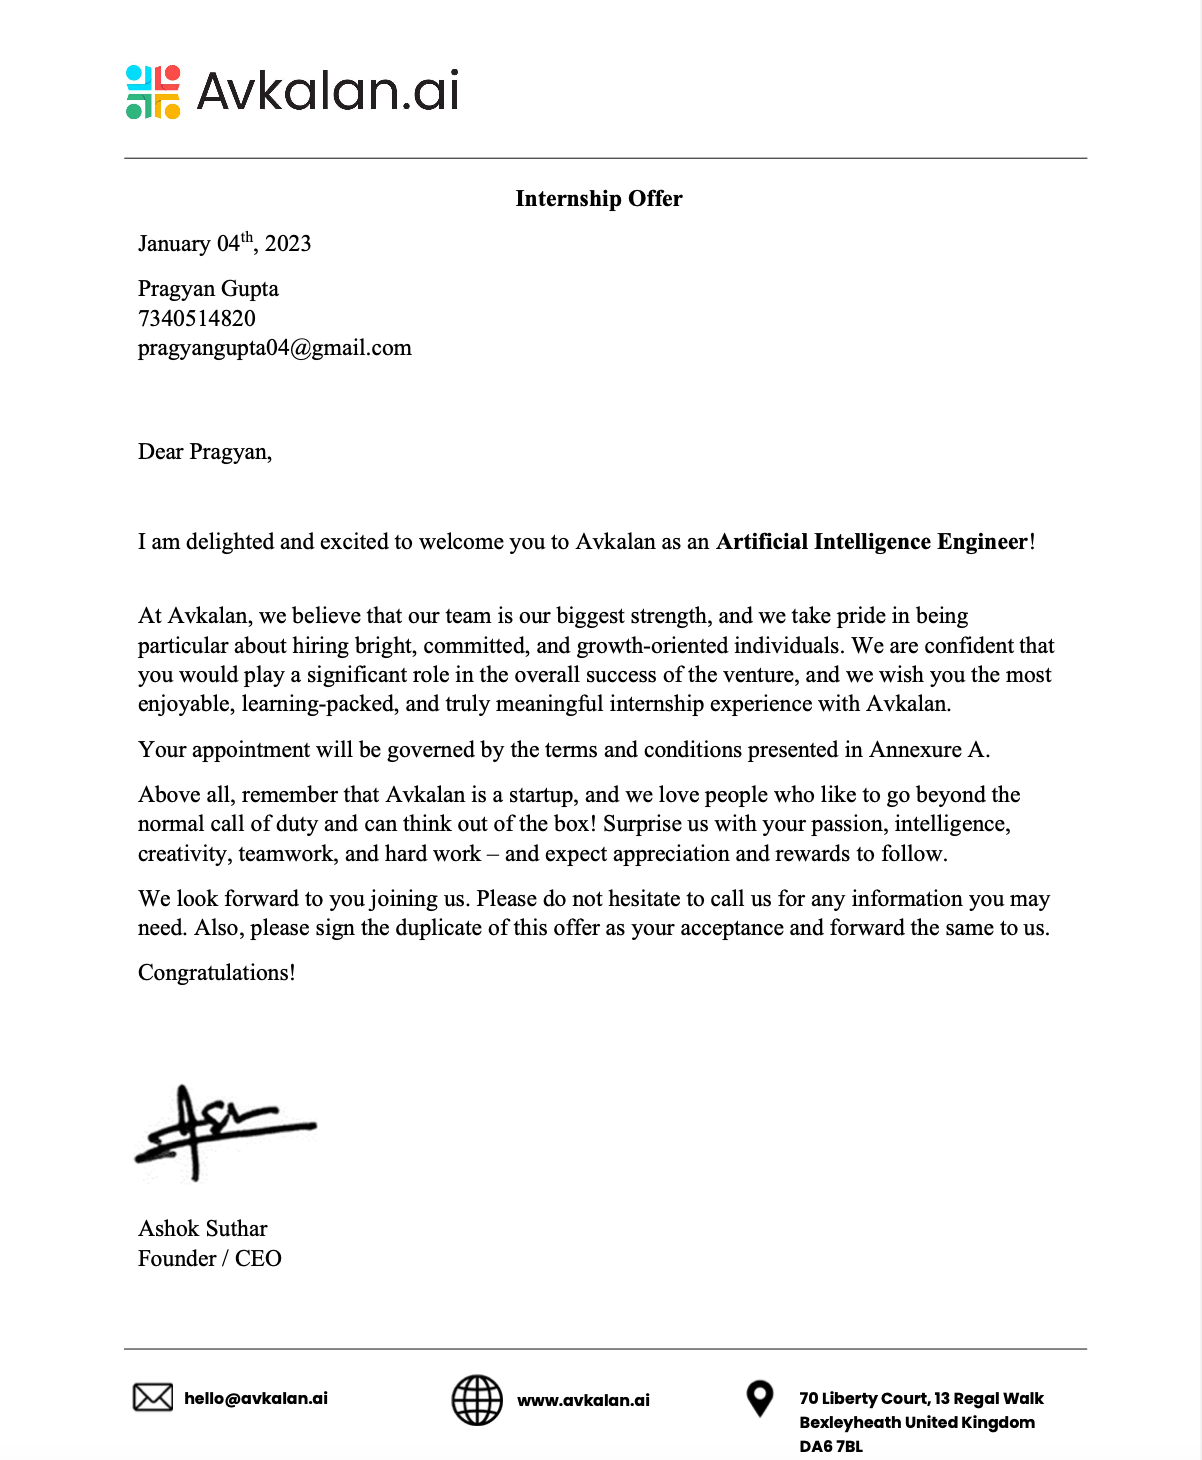 Avkalan.ai
Internship Offer
January 04th, 2023
Pragyan Gupta
7340514820
pragyangupta04@gmail.com
Dear Pragyan,
I am delighted and excited to welcome you to Avkalan as an Artificial Intelligence Engineer!
At Avkalan, we believe that our team is our biggest strength, and we take pride in being
particular about hiring bright, committed, and growth-oriented individuals. We are confident that
you would play a significant role in the overall success of the venture, and we wish you the most
enjoyable, learning-packed, and truly meaningful internship experience with Avkalan.
Your appointment will be governed by the terms and conditions presented in Annexure A.
Above all, remember that Avkalan is a startup, and we love people who like to go beyond the
normal call of duty and can think out of the box! Surprise us with your passion, intelligence,
creativity, teamwork, and hard work – and expect appreciation and rewards to follow.
We look forward to you joining us. Please do not hesitate to call us for any information you may
need. Also, please sign the duplicate of this offer as your acceptance and forward the same to us.
Congratulations!
Ashok Suthar
Founder / CEO
hello@avkalan.ai
www.avkalan.ai
70 Liberty Court, 13 Regal Walk
Bexleyheath United Kingdom
DA6 7BL